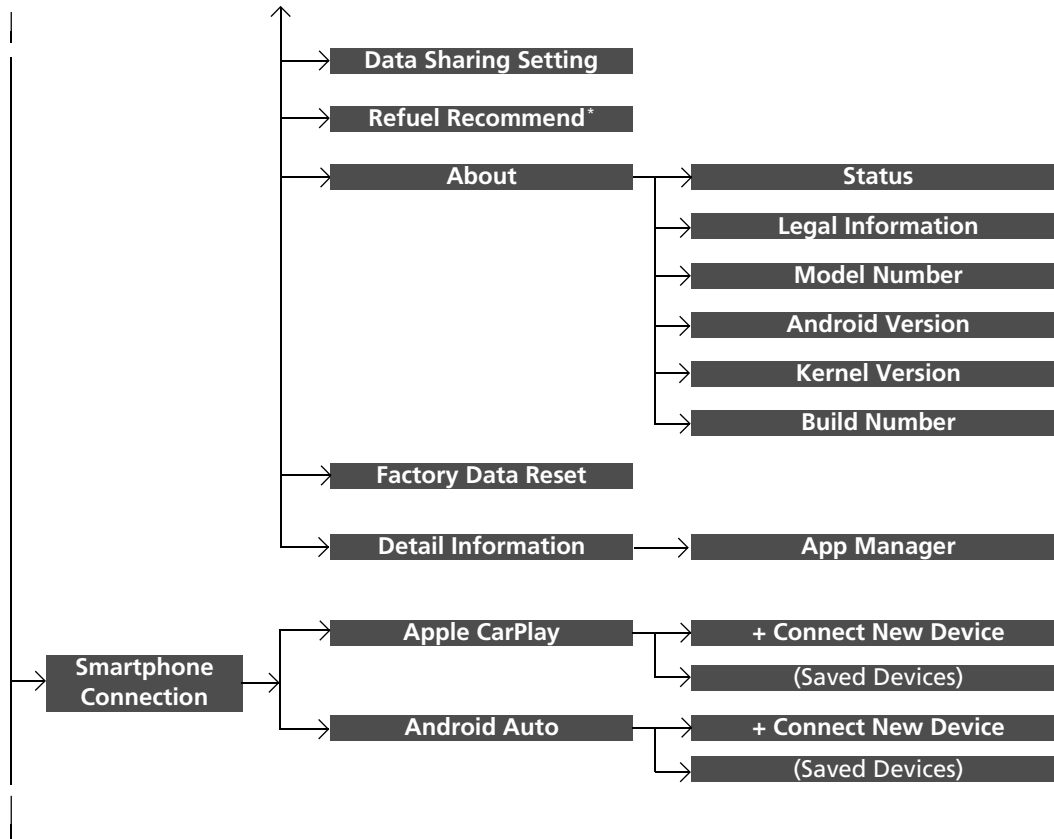 Data Sharing Setting
Refuel Recommend*
About
Status
Legal Information
Model Number
Android Version
Kernel Version
Build Number
Factory Data Reset
Detail Information
App Manager
Smartphone
Connection
Apple CarPlay
+ Connect New Device
(Saved Devices)
Android Auto
+ Connect New Device
(Saved Devices)